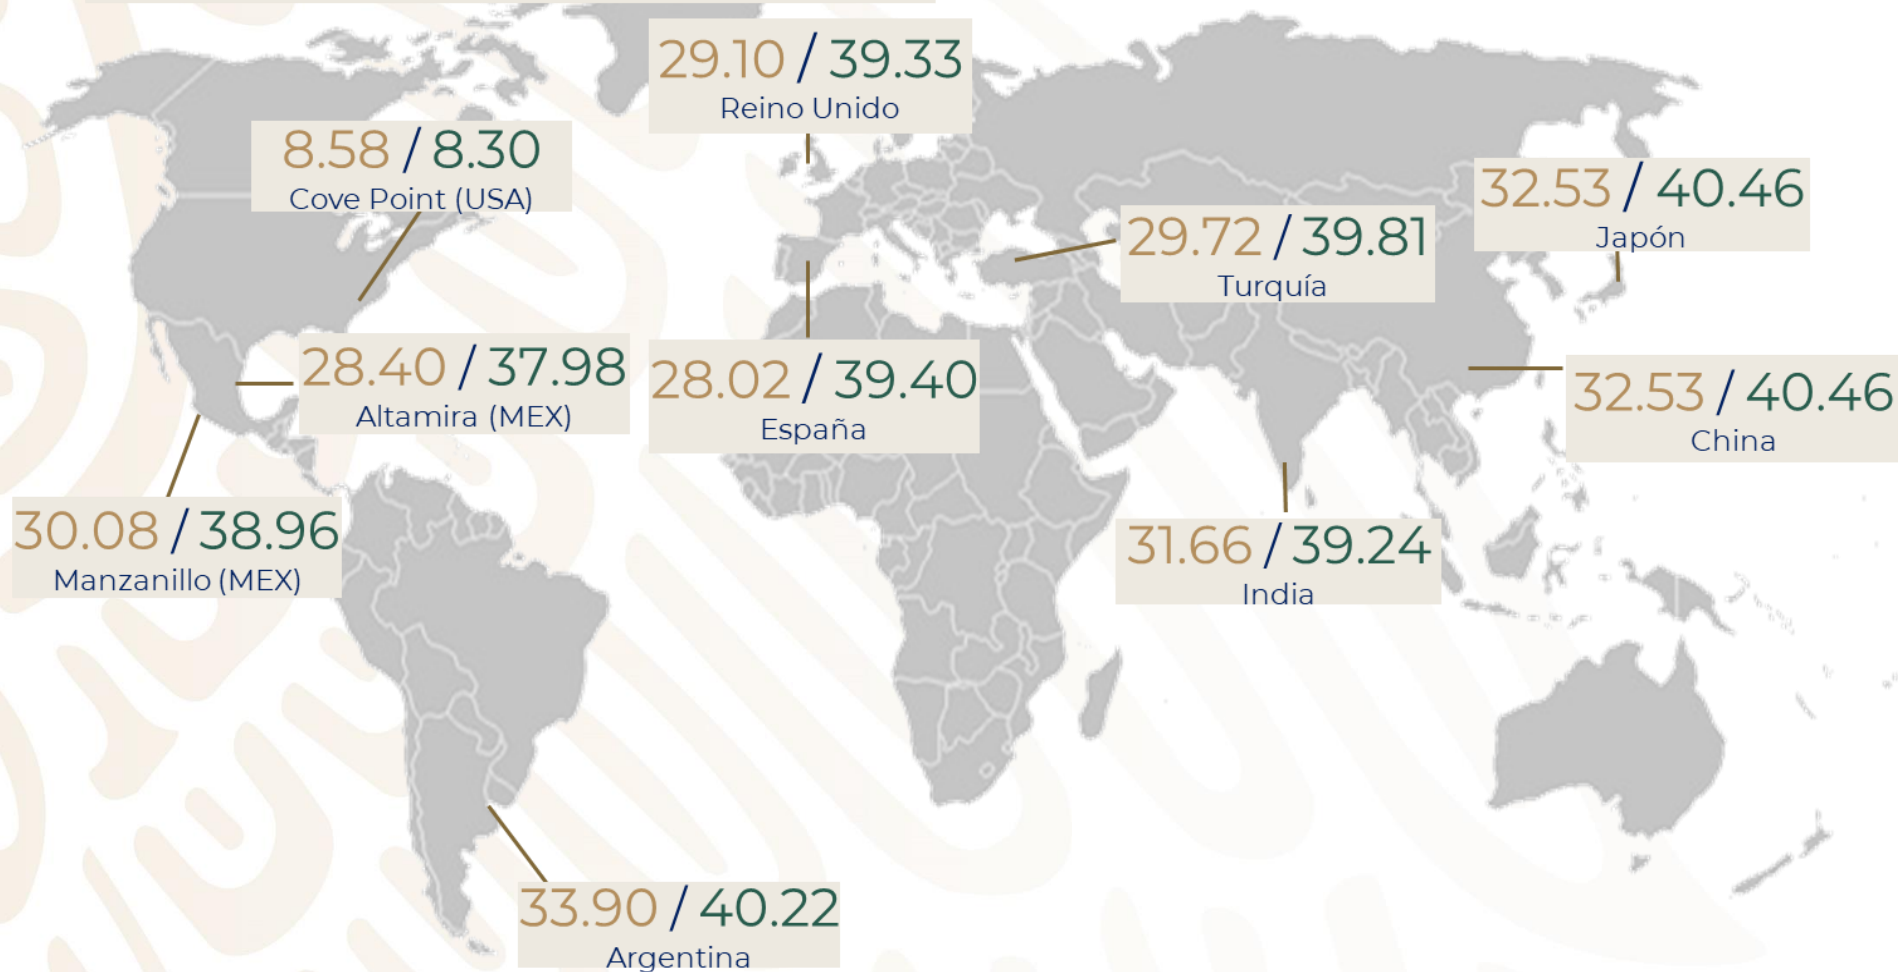 29.10 / 39.33
Reino Unido
8.58 / 8.30
Cove Point (USA)
32.53 / 40.46
Japón
29.72 / 39.81
Turquía
28.40 / 37.98
Altamira (MEX)
28.02 / 39.40
España
32.53 / 40.46
China
30.08 / 38.96
Manzanillo (MEX)
31.66 / 39.24
India
33.90 / 40.22
Argentina